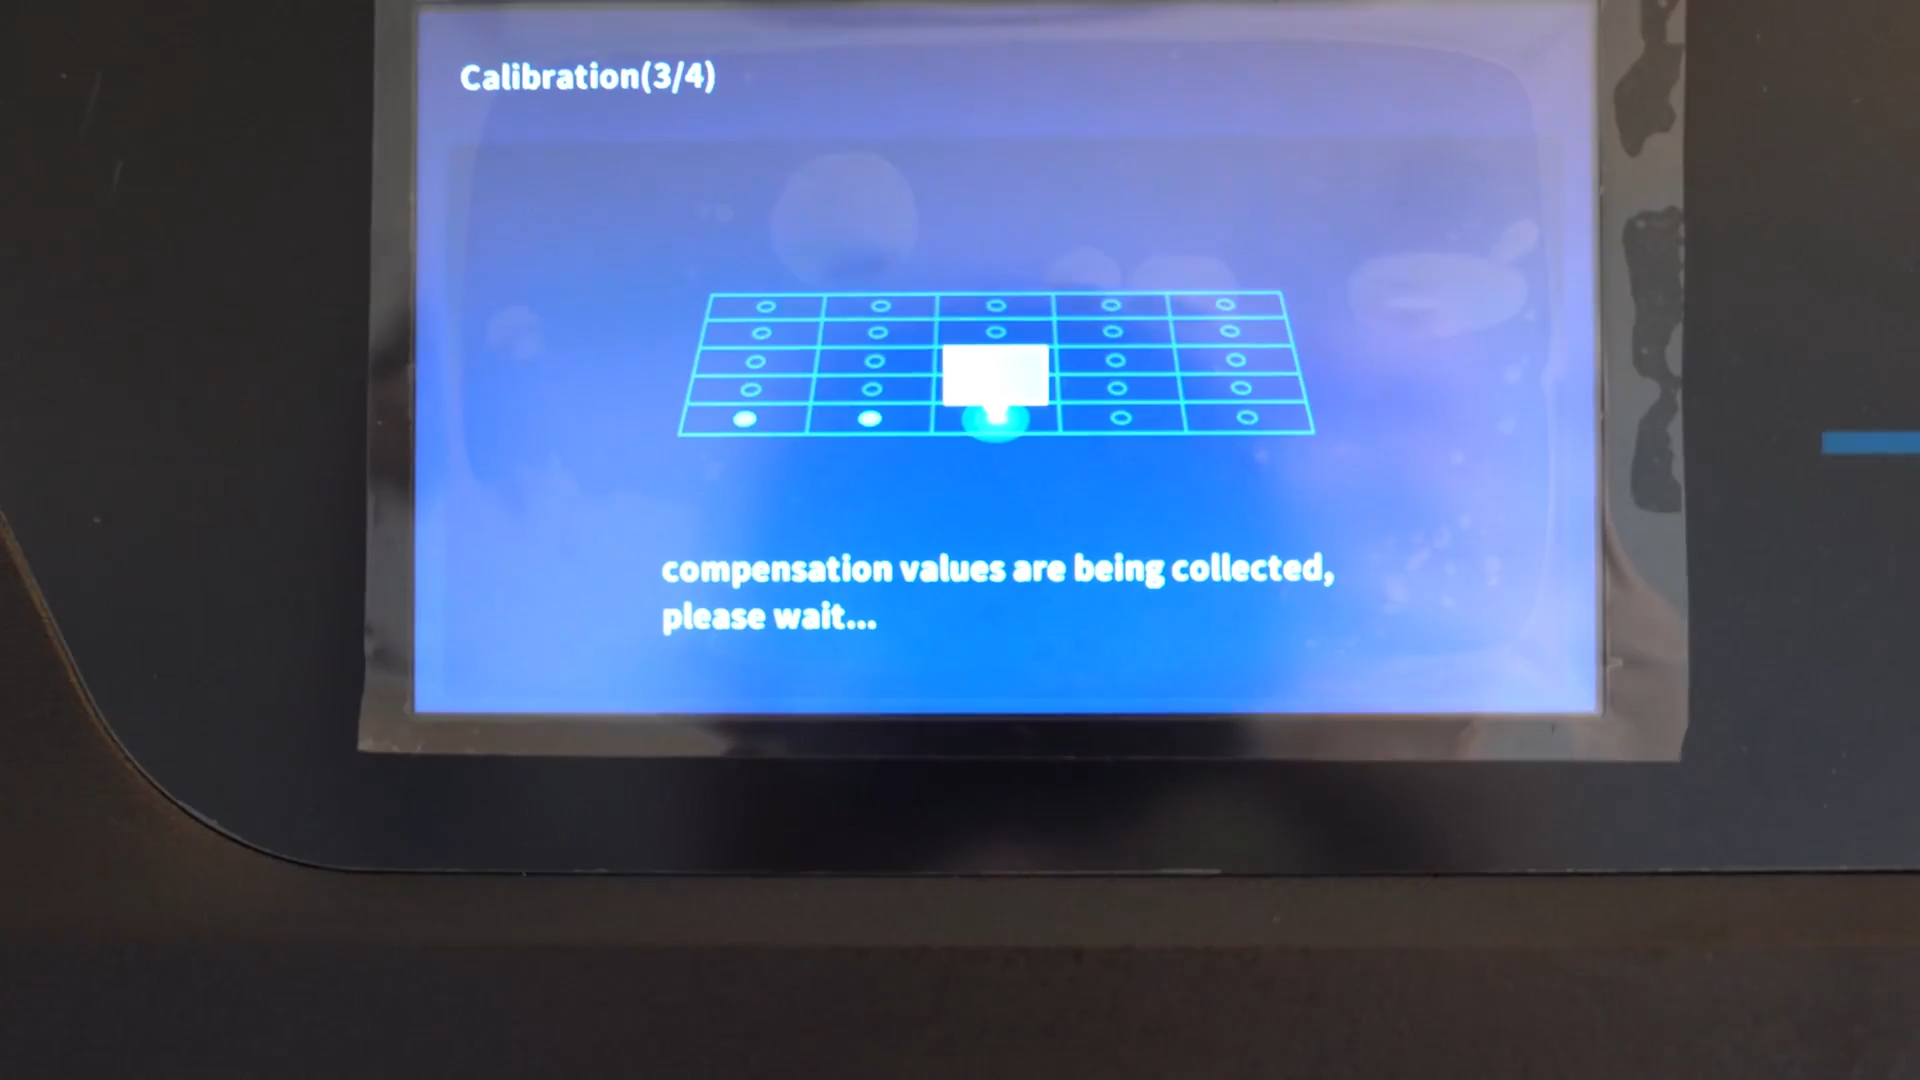 Calibration(3/4)
compensation values are being collected,
please wait...